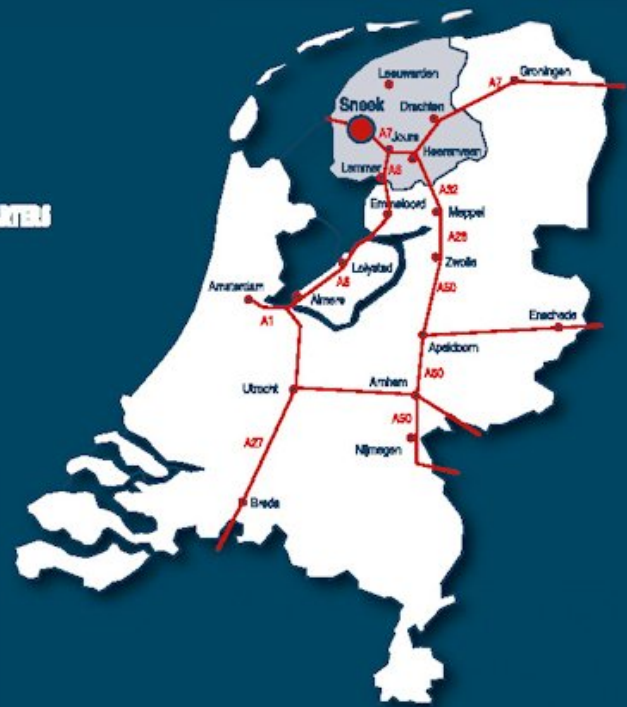 Groningen
A7
Leeuwarden
Sneek
Drachten
A7
Joure
Heerenveen
Lemmer
A6
A32
Emmeloord
Meppel
A28
Lelystad
Zwolle
A6
A50
Amsterdam
Almere
A1
Enschede
Apeldoorn
A50
Utrecht
Arnhem
A50
A27
Nijmegen
Breda